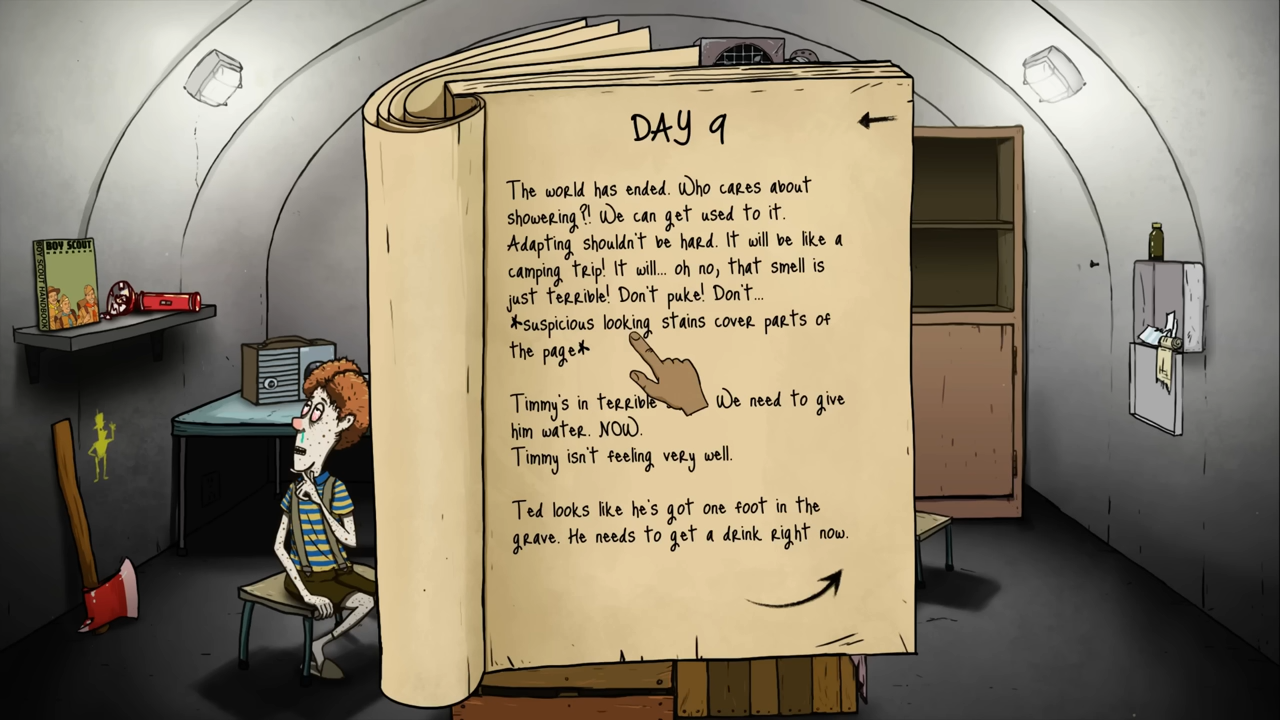 DAY 9
The world has ended. Who cares about
showering?! We can get used to it.
Adapting shouldn't be hard. It will be like a
camping trip! It will... oh no, that smell is
just terrible! Don't puke! Don't...
*suspicious looking stains cover parts of
the page*
Timmy's in terrible We need to give
him water. NOW.
Timmy isn't feeling very well.
Ted looks like he's got one foot in the
grave. He needs to get a drink right now.
BOY SCOUT
BOY SCOUT HANDBOOK